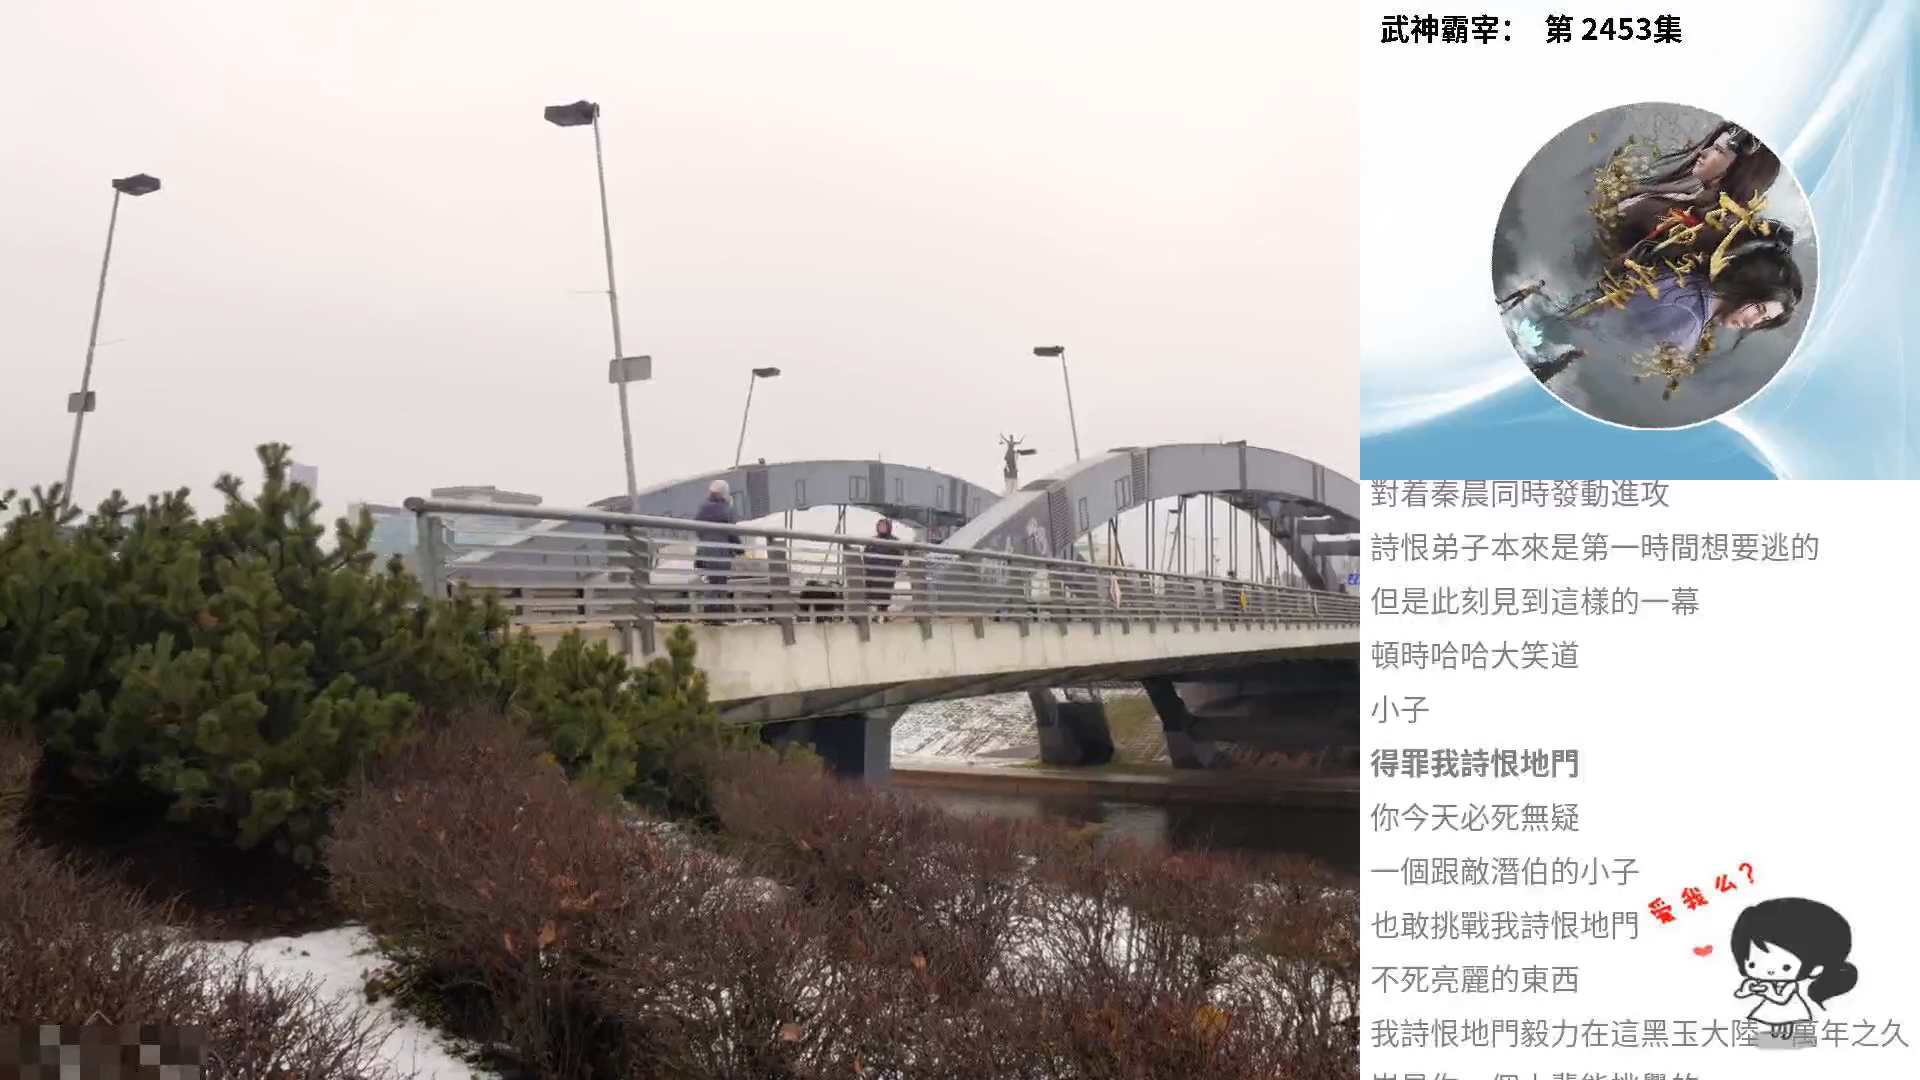 武神霸宰： 第 2453集
對着秦晨同時發動進攻
詩恨弟子本來是第一時間想要逃的
但是此刻見到這樣的一幕
頓時哈哈大笑道
小子
得罪我詩恨地門
你今天必死無疑
一個跟敵潛伯的小子
愛我么？
也敢挑戰我詩恨地門
不死亮麗的東西
我詩恨地門毅力在這黑玉大陸 萬年之久